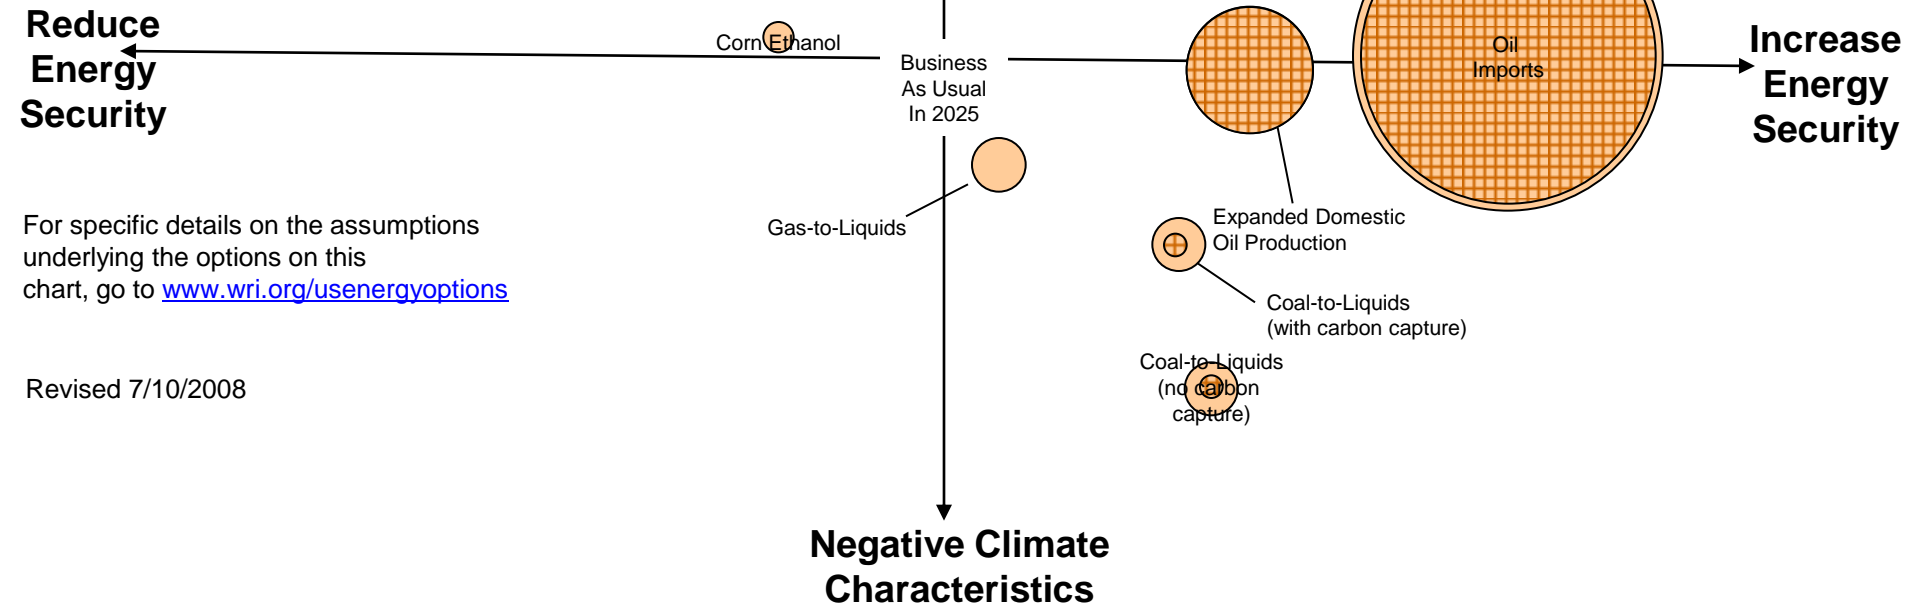 Reduce
Energy
Security
Corn Ethanol
Business
As Usual
In 2025
Oil
Imports
Increase
Energy
Security
Gas-to-Liquids
Expanded Domestic
Oil Production
For specific details on the assumptions
underlying the options on this
chart, go to www.wri.org/usenergyoptions
Coal-to-Liquids
(with carbon capture)
Coal-to-Liquids
(no carbon
capture)
Revised 7/10/2008
Negative Climate
Characteristics